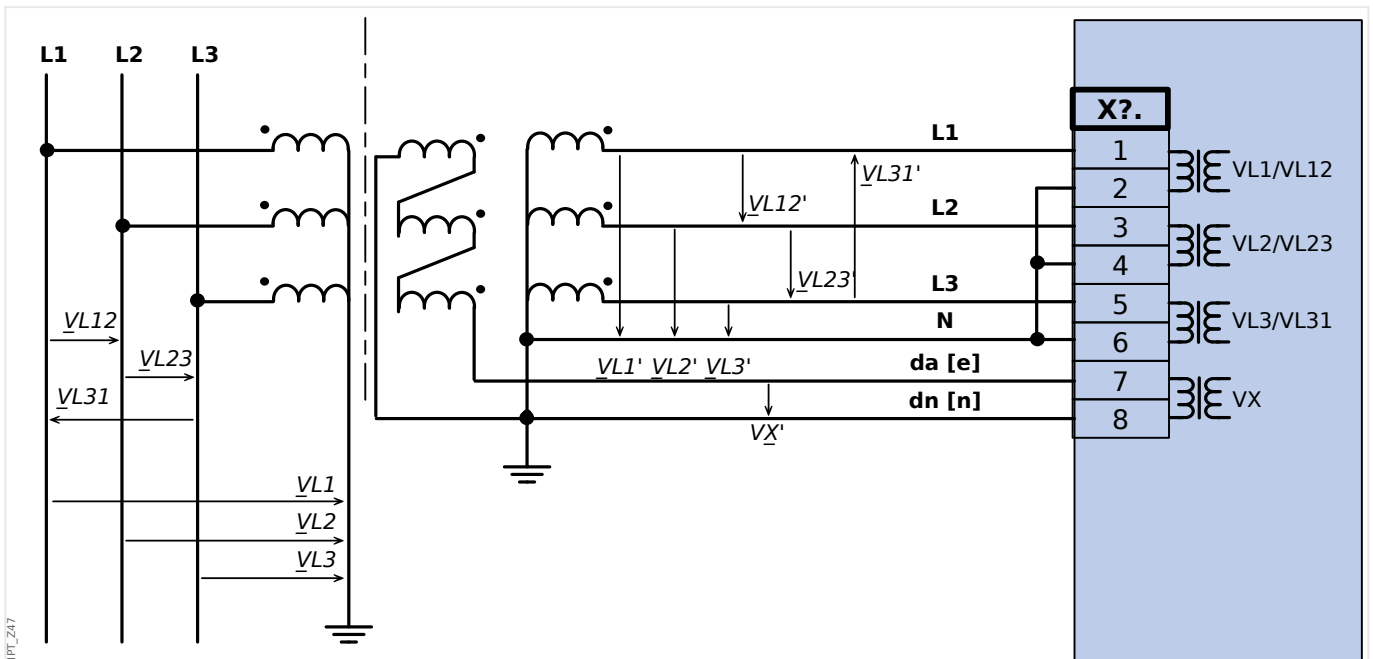 L1 L2 L3
X?.
L1
1
VL31'
VL1/VL12
2
VL12'
L2
3
VL2/VL23
4
VL23'
L3
5
VL12
N
VL3/VL31
6
VL23
VL1' VL2' VL3'
da [e]
7
VL31
dn [n]
VX
8
VX'
VL1
VL2
VL3
IPT_Z47